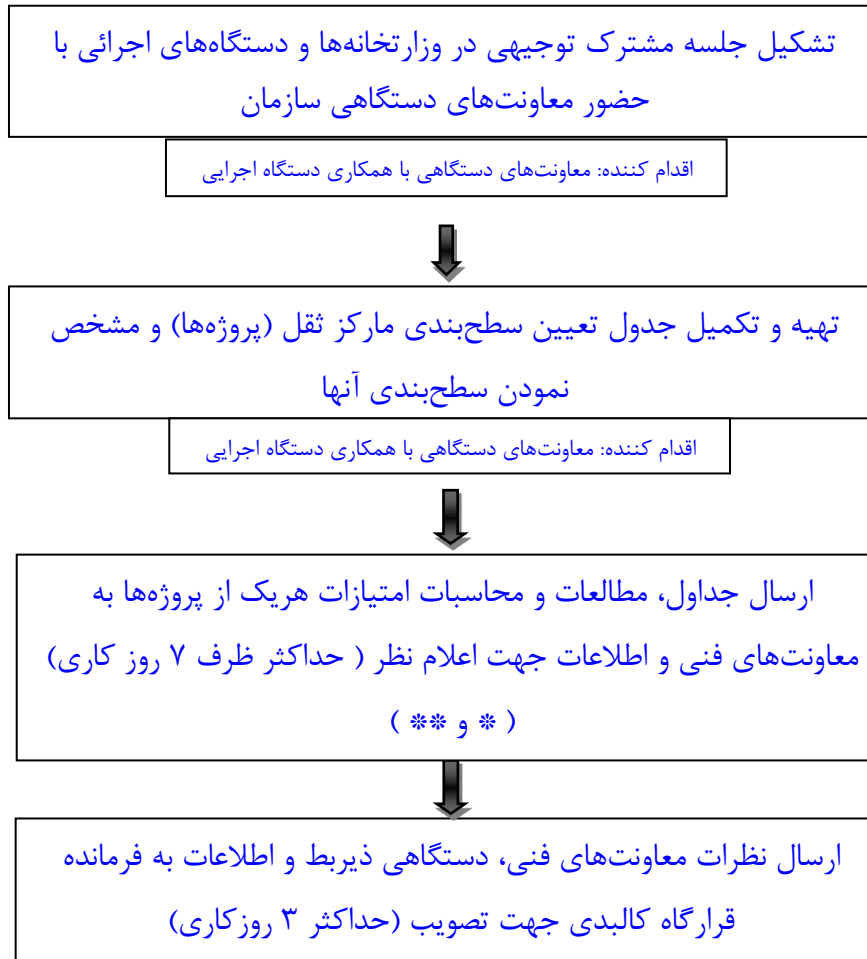 تشکیل جلسه مشترک توجیهی در وزارتخانه‌ها و دستگاه‌های اجرائی با
حضور معاونت‌های دستگاهی سازمان
اقدام کننده: معاونت‌های دستگاهی با همکاری دستگاه اجرایی
تهیه و تکمیل جدول تعیین سطح‌بندی مارکز ثقل (پروژه‌ها) و مشخص
نمودن سطح‌بندی آنها
اقدام کننده: معاونت‌های دستگاهی با همکاری دستگاه اجرایی
ارسال جداول، مطالعات و محاسبات امتیازات هریک از پروژه‌ها به
معاونت‌های فنی و اطلاعات جهت اعلام نظر ( حداکثر ظرف ۷ روز کاری)
( * و ** )
ارسال نظرات معاونت‌های فنی، دستگاهی ذیربط و اطلاعات به فرمانده
قرارگاه کالبدی جهت تصویب (حداکثر ۳ روزکاری)